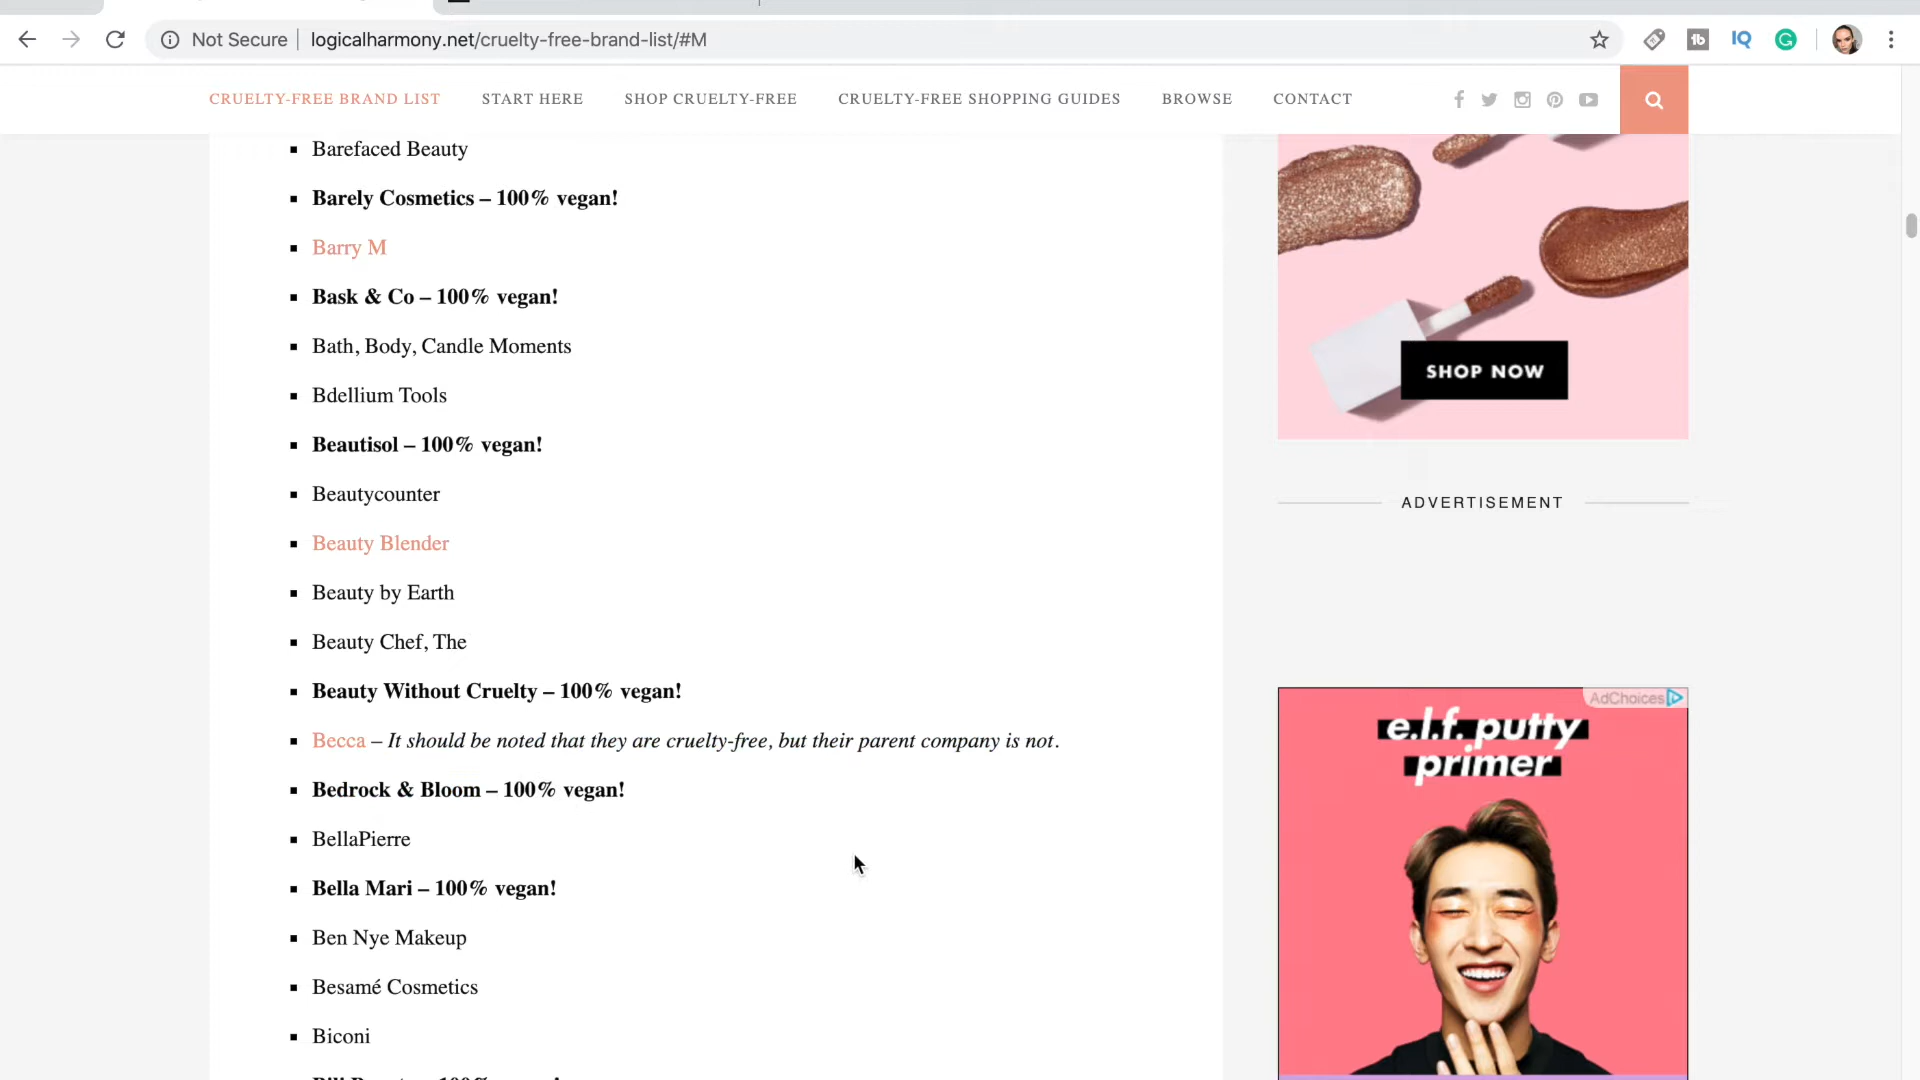 Not Secure | logicalharmony.net/cruelty-free-brand-list/#M
CRUELTY-FREE BRAND LIST START HERE SHOP CRUELTY-FREE CRUELTY-FREE SHOPPING GUIDES BROWSE CONTACT
Barefaced Beauty
Barely Cosmetics – 100% vegan!
Barry M
Bask & Co – 100% vegan!
Bath, Body, Candle Moments
Bdellium Tools
Beautisol – 100% vegan!
Beautycounter
Beauty Blender
Beauty by Earth
Beauty Chef, The
Beauty Without Cruelty – 100% vegan!
Becca – It should be noted that they are cruelty-free, but their parent company is not.
Bedrock & Bloom – 100% vegan!
BellaPierre
Bella Mari – 100% vegan!
Ben Nye Makeup
Besamé Cosmetics
Biconi
SHOP NOW
ADVERTISEMENT
AdChoices
e.l.f. putty
primer